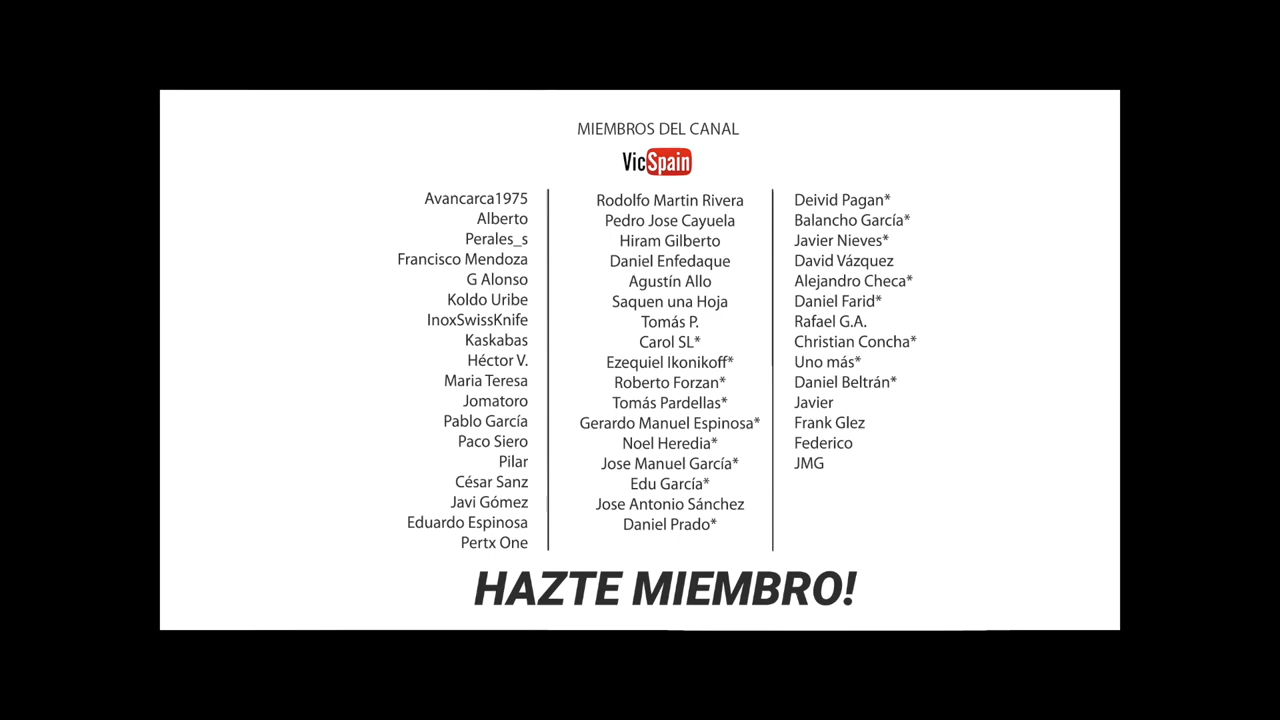 MIEMBROS DEL CANAL
VicSpain
Avancarca1975
Alberto
Perales_s
Francisco Mendoza
G Alonso
Koldo Uribe
InoxSwissKnife
Kaskabas
Héctor V.
Maria Teresa
Jomatoro
Pablo García
Paco Siero
Pilar
César Sanz
Javi Gómez
Eduardo Espinosa
Pertx One
Rodolfo Martin Rivera
Pedro Jose Cayuela
Hiram Gilberto
Daniel Enfedaque
Agustín Allo
Saquen una Hoja
Tomás P.
Carol SL*
Ezequiel Ikonikoff*
Roberto Forzan*
Tomás Pardellas*
Gerardo Manuel Espinosa*
Noel Heredia*
Jose Manuel García*
Edu García*
Jose Antonio Sánchez
Daniel Prado*
Deivid Pagan*
Balancho García*
Javier Nieves*
David Vázquez
Alejandro Checa*
Daniel Farid*
Rafael G.A.
Christian Concha*
Uno más*
Daniel Beltrán*
Javier
Frank Glez
Federico
JMG
HAZTE MIEMBRO!